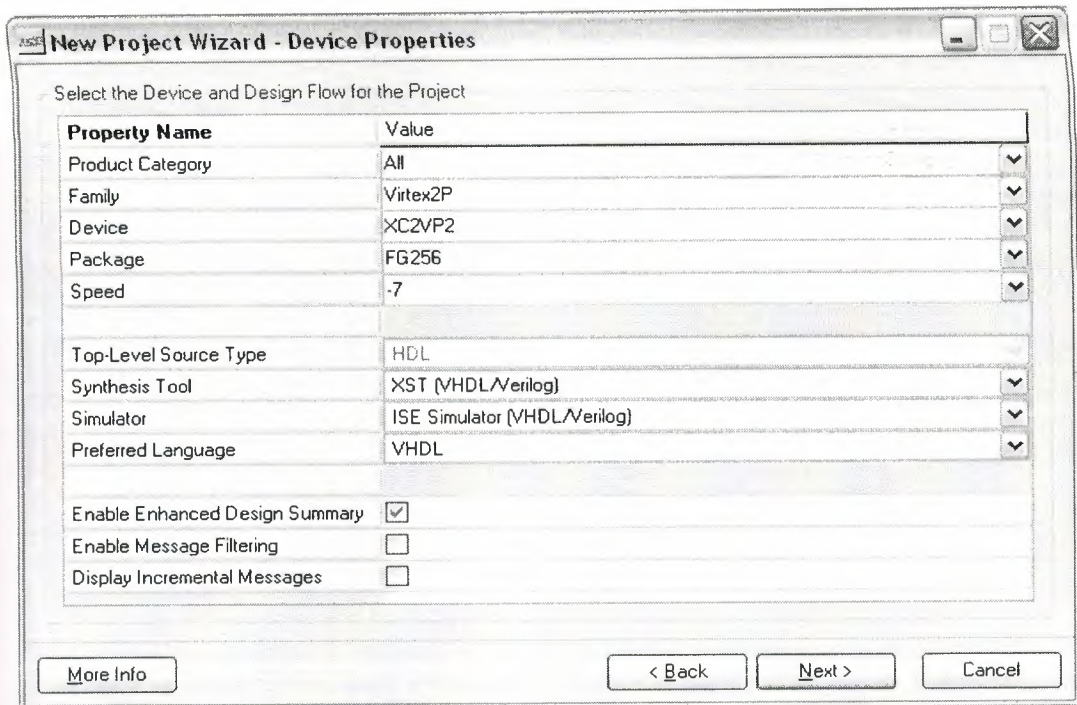 New Project Wizard - Device Properties
Select the Device and Design Flow for the Project
Property Name Value
Product Category All
Family Virtex2P
Device XC2VP2
Package FG256
Speed -7
Top-Level Source Type HDL
Synthesis Tool XST (VHDL/Verilog)
Simulator ISE Simulator (VHDL/Verilog)
Preferred Language VHDL
Enable Enhanced Design Summary
Enable Message Filtering
Display Incremental Messages
More Info < Back Next > Cancel